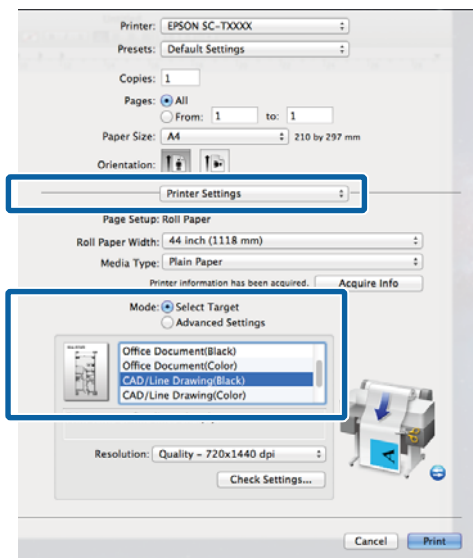 Printer: EPSON SC-TXXXX
Presets: Default Settings
Copies: 1
Pages: All
From: 1 to: 1
Paper Size: A4 210 by 297 mm
Orientation:
Printer Settings
Page Setup: Roll Paper
Roll Paper Width: 44 inch (1118 mm)
Media Type: Plain Paper
Printer information has been acquired. Acquire Info
Mode: Select Target
Advanced Settings
Office Document(Black)
Office Document(Color)
CAD/Line Drawing(Black)
CAD/Line Drawing(Color)
Resolution: Quality - 720x1440 dpi
Check Settings...
Cancel Print